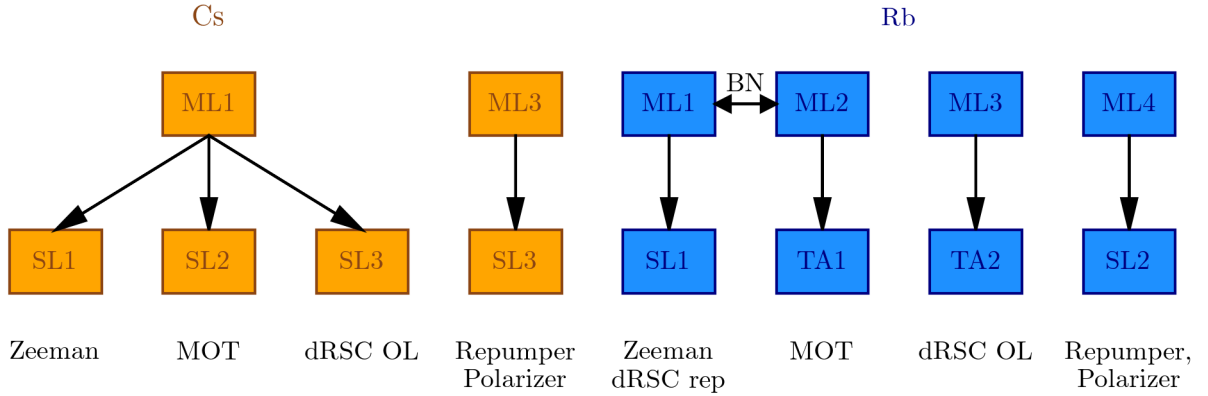 Cs
Rb
ML1
ML3
ML1
BN
ML2
ML3
ML4
SL1
SL2
SL3
SL3
SL1
TA1
TA2
SL2
Zeeman
MOT
dRSC OL
Repumper
Polarizer
Zeeman
dRSC rep
MOT
dRSC OL
Repumper,
Polarizer